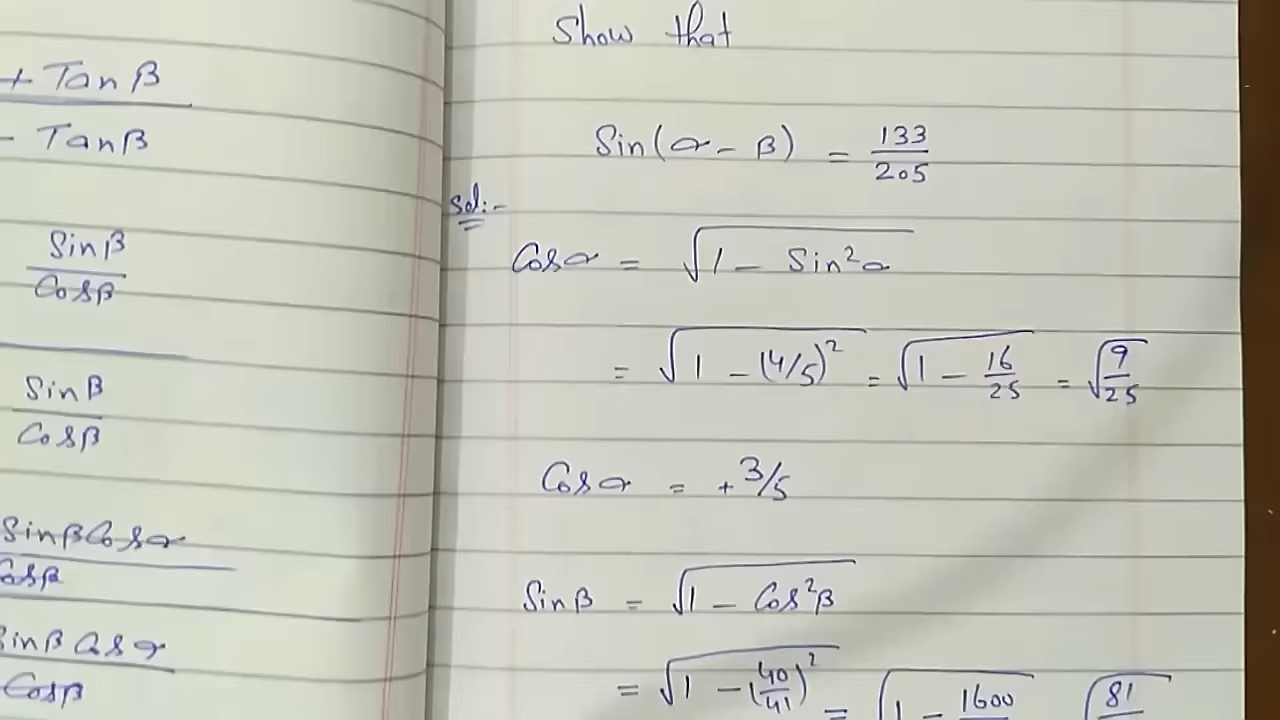 + Tanβ
- Tanβ
Sinβ
Cosβ
Sinβ
Cosβ
SinβCosα
Cosβ
Sinβ Cosα
Cosβ
Show that
Sin(α - β) = 133/205
Sol:-
Cosα = √1 - Sin²α
= √1 - (4/5)² = √1 - 16/25 = √9/25
Cosα = + 3/5
Sinβ = √1 - Cos²β
= √1 - (40/41)² = √1 - 1600 √81